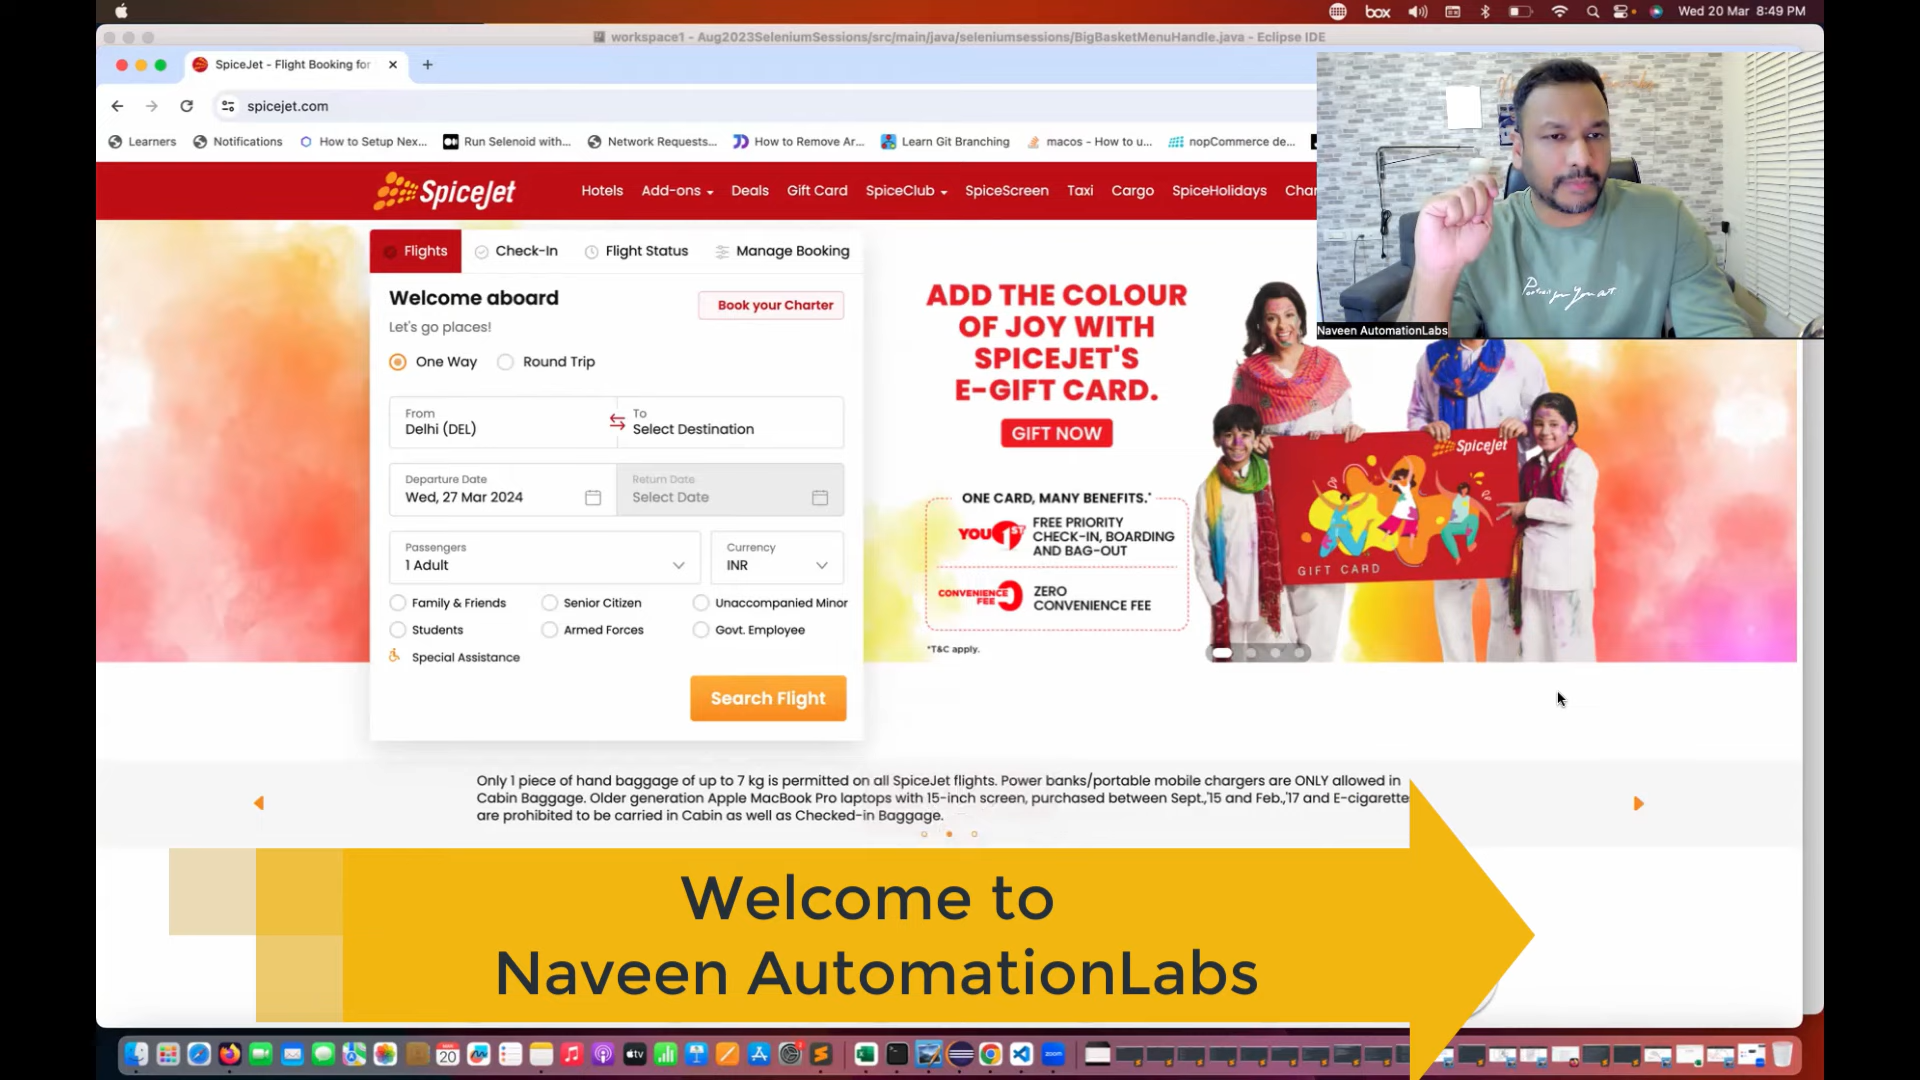 box
Wed 20 Mar 8:49 PM
workspace1 - Aug2023SeleniumSessions/src/main/java/seleniumsessions/BigBasketMenuHandle.java - Eclipse IDE
SpiceJet - Flight Booking for
spicejet.com
Learners
Notifications
How to Setup Nex...
Run Selenoid with...
Network Requests...
How to Remove Ar...
Learn Git Branching
macos - How to u...
nopCommerce de...
SpiceJet
Hotels
Add-ons
Deals
Gift Card
SpiceClub
SpiceScreen
Taxi
Cargo
SpiceHolidays
Naveen AutomationLabs
Flights
Check-In
Flight Status
Manage Booking
Welcome aboard
Book your Charter
Let's go places!
One Way
Round Trip
From
Delhi (DEL)
To
Select Destination
Departure Date
Wed, 27 Mar 2024
Return Date
Select Date
Passengers
1 Adult
Currency
INR
Family & Friends
Senior Citizen
Unaccompanied Minor
Students
Armed Forces
Govt. Employee
Special Assistance
Search Flight
ADD THE COLOUR
OF JOY WITH
SPICEJET'S
E-GIFT CARD.
GIFT NOW
ONE CARD, MANY BENEFITS.*
YOU 1ST
FREE PRIORITY
CHECK-IN, BOARDING
AND BAG-OUT
CONVENIENCE
FEE 0
ZERO
CONVENIENCE FEE
*T&C apply.
SpiceJet
GIFT CARD
Only 1 piece of hand baggage of up to 7 kg is permitted on all SpiceJet flights. Power banks/portable mobile chargers are ONLY allowed in
Cabin Baggage. Older generation Apple MacBook Pro laptops with 15-inch screen, purchased between Sept.,'15 and Feb.,'17 and E-cigarette
are prohibited to be carried in Cabin as well as Checked-in Baggage.
Welcome to
Naveen AutomationLabs
20
tv
zoom